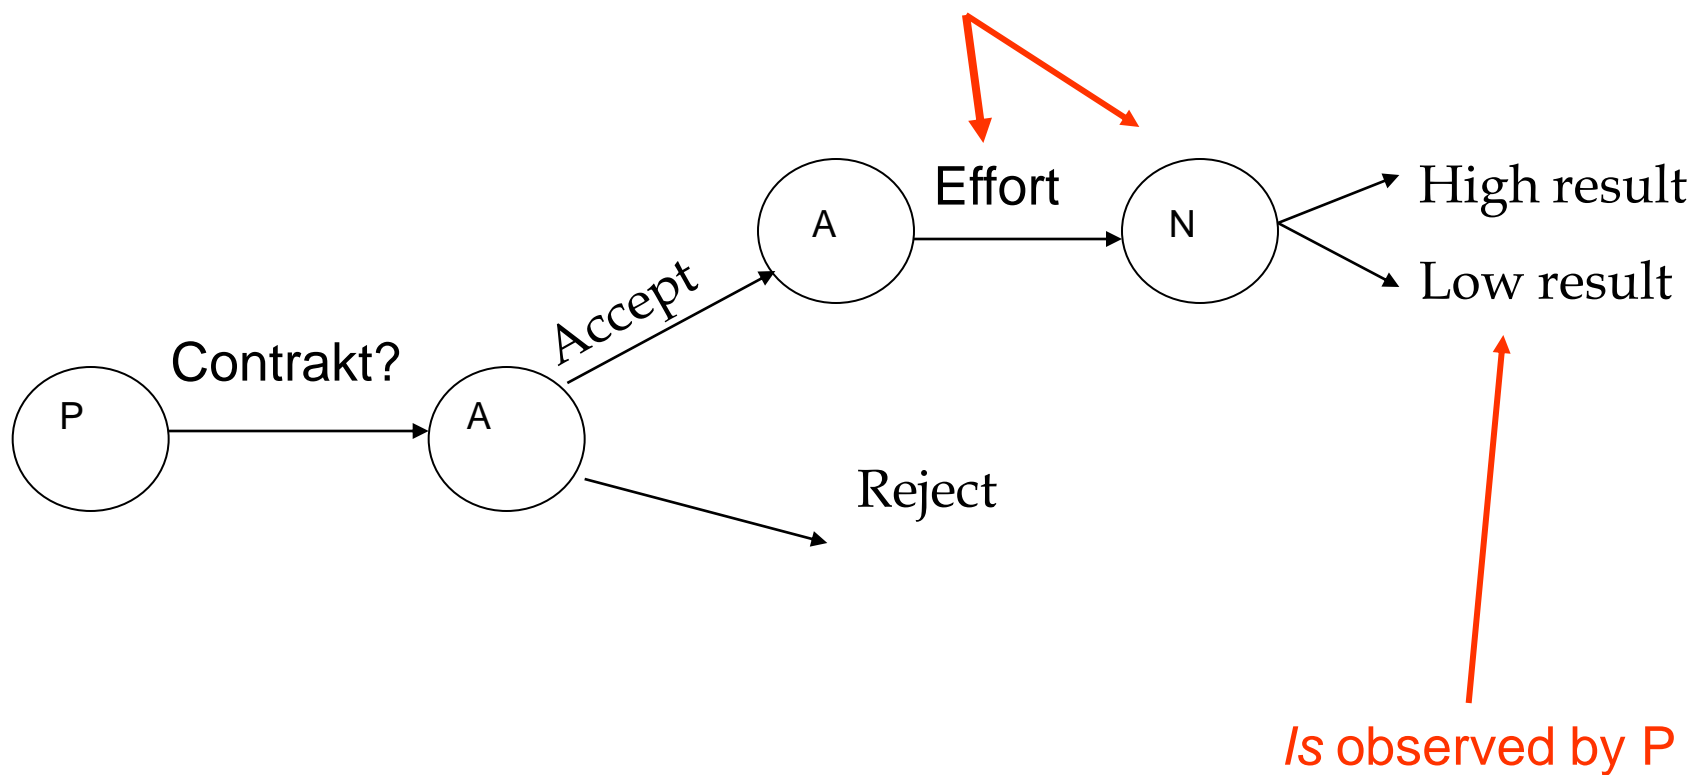 Effort
A
N
High result
Low result
Accept
Contrakt?
P
A
Reject
Is observed by P